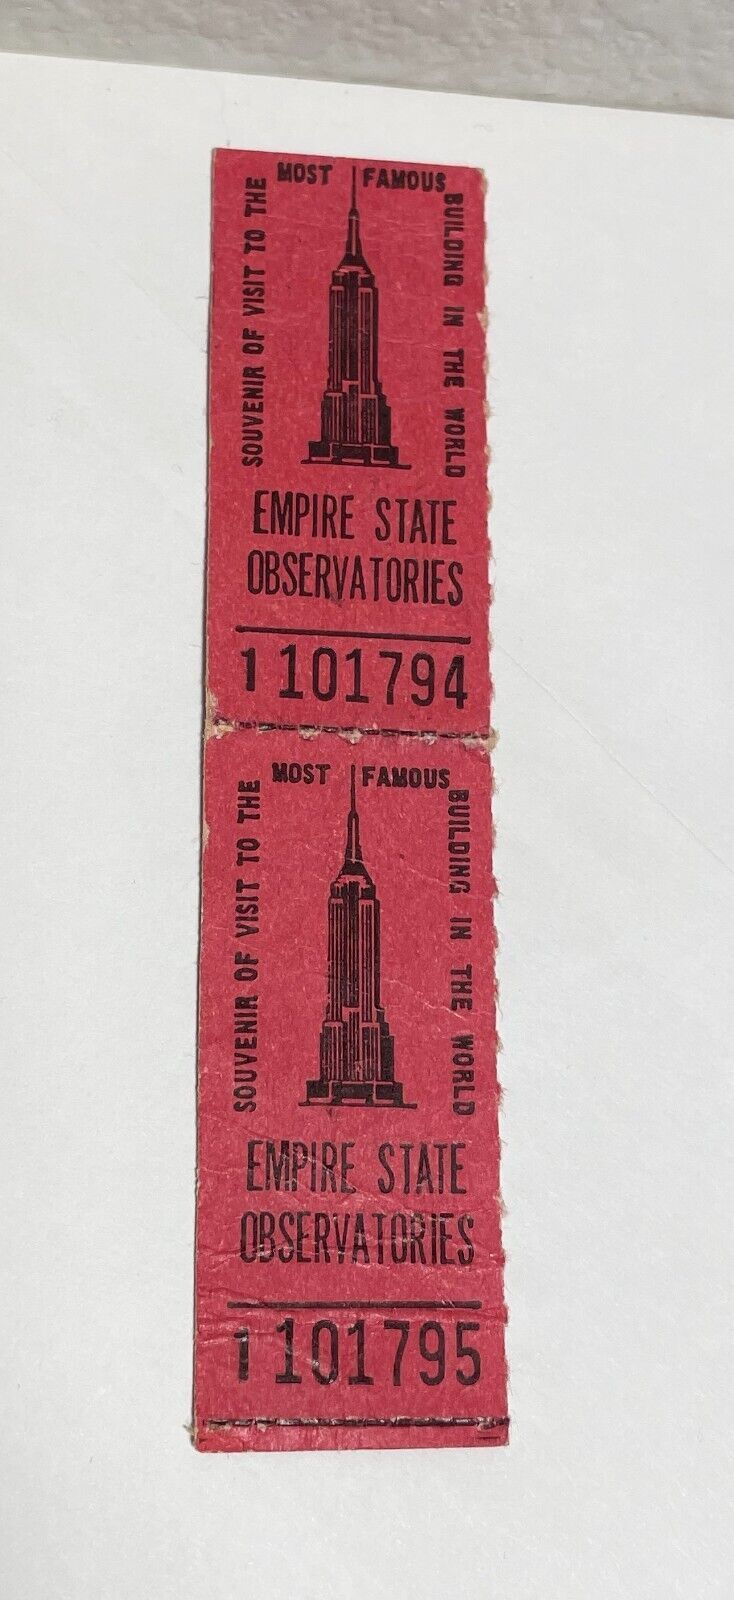 SOUVENIR OF VISIT TO THE
MOST FAMOUS
BUILDING IN THE WORLD
EMPIRE STATE
OBSERVATORIES
1 101794
SOUVENIR OF VISIT TO THE
MOST FAMOUS
BUILDING IN THE WORLD
EMPIRE STATE
OBSERVATORIES
1 101795